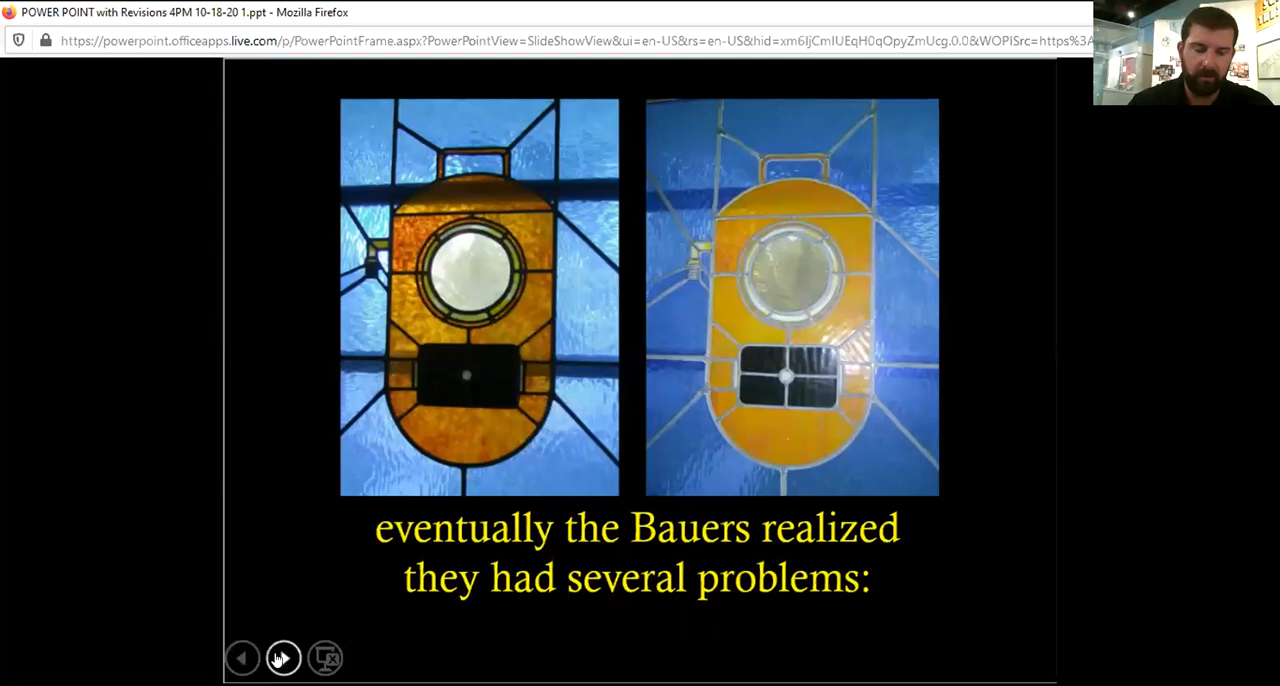 POWER POINT with Revisions 4PM 10-18-20 1.ppt - Mozilla Firefox
https://powerpoint.officeapps.live.com/p/PowerPointFrame.aspx?PowerPointView=SlideShowView&ui=en-US&rs=en-US&hid=xm6IjCmIUEqH0qOpyZmUcg.0.0&WOPISrc=https%3A
eventually the Bauers realized
they had several problems: